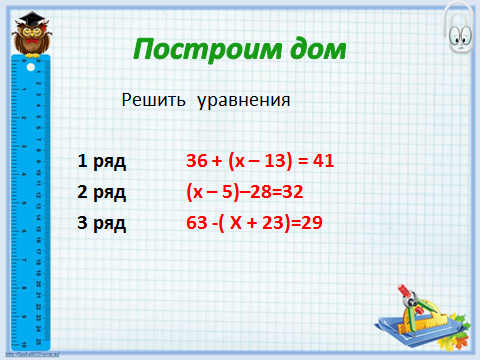 Построим дом
Решить уравнения
1 ряд 36 + (х – 13) = 41
2 ряд (х – 5)–28=32
3 ряд 63 -( Х + 23)=29